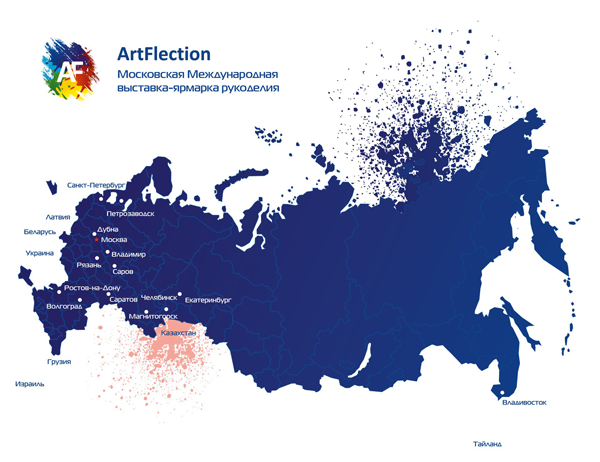 ArtFlection
AF
Московская Международная
выставка-ярмарка рукоделия
Санкт-Петербург
Петрозаводск
Латвия
Дубна
Беларусь
Москва
Украина
Владимир
Рязань
Саров
Ростов-на-Дону
Челябинск
Екатеринбург
Саратов
Волгоград
Магнитогорск
Казахстан
Грузия
Израиль
Владивосток
Тайланд